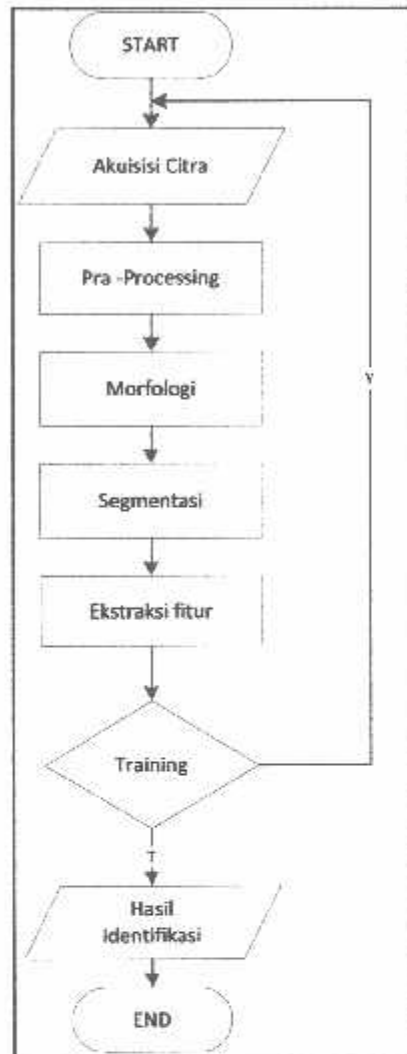 START
Akuisisi Citra
Pra -Processing
Morfologi
Segmentasi
Ekstraksi fitur
Training
Y
T
Hasil
identifikasi
END